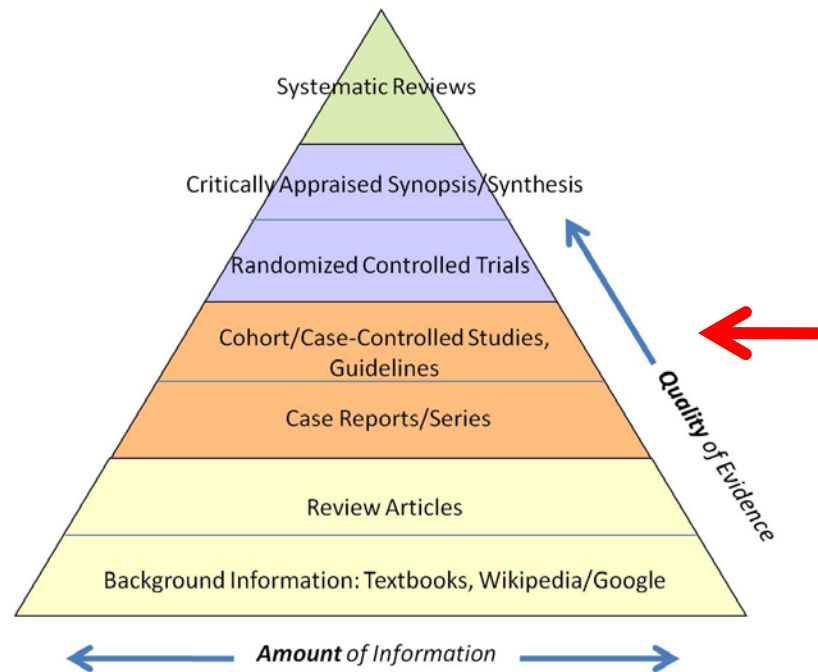 Systematic Reviews
Critically Appraised Synopsis/Synthesis
Randomized Controlled Trials
Cohort/Case-Controlled Studies,
Guidelines
Case Reports/Series
Quality of Evidence
Review Articles
Background Information: Textbooks, Wikipedia/Google
Amount of Information